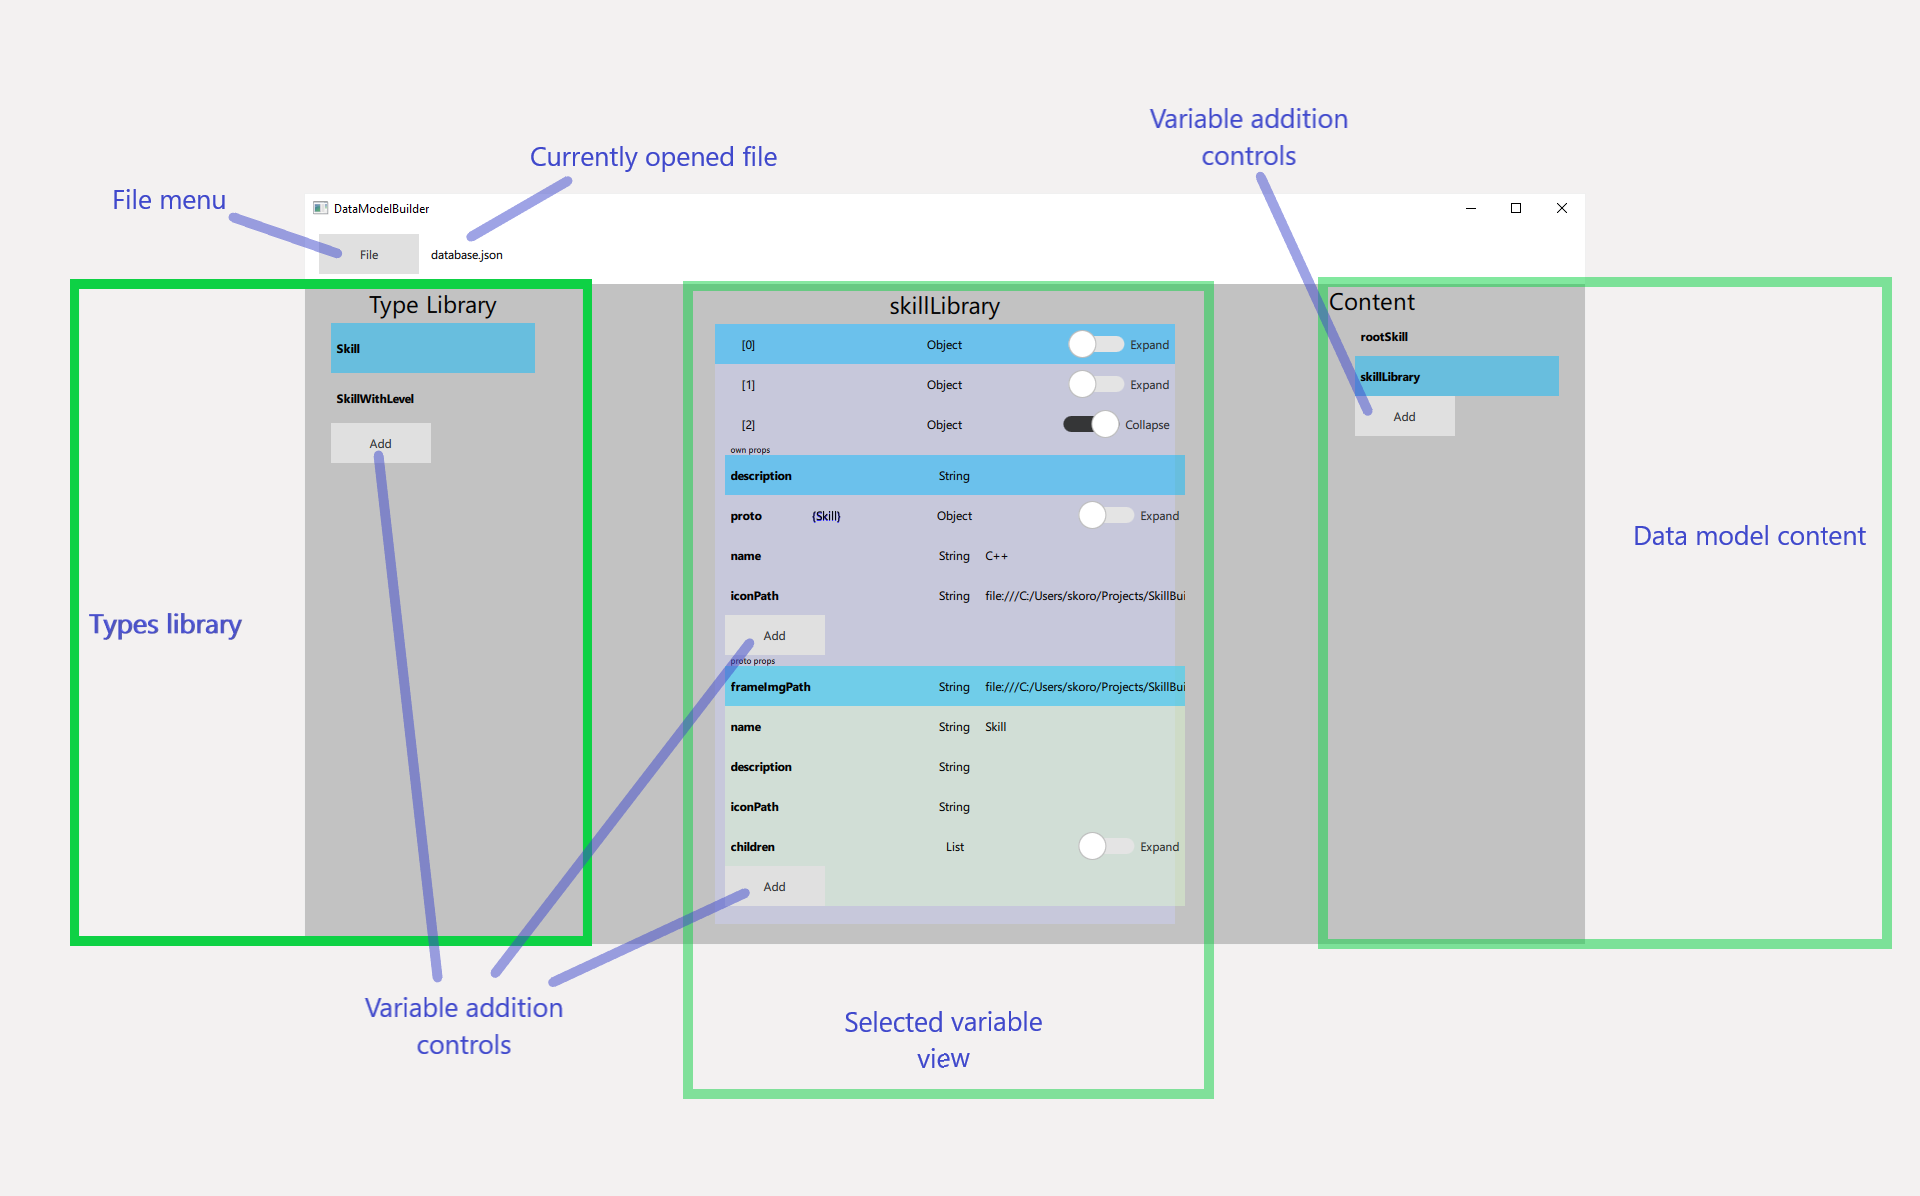 Variable addition
controls
Currently opened file
File menu
DataModelBuilder
File
database.json
Type Library
Skill
SkillWithLevel
Add
Types library
skillLibrary
[0] Object Expand
[1] Object Expand
[2] Object Collapse
own props
description String
proto {Skill} Object Expand
name String C++
iconPath String file:///C:/Users/skoro/Projects/SkillBui
Add
proto props
frameImgPath String file:///C:/Users/skoro/Projects/SkillBui
name String Skill
description String
iconPath String
children List Expand
Add
Content
rootSkill
skillLibrary
Add
Data model content
Variable addition
controls
Selected variable
view